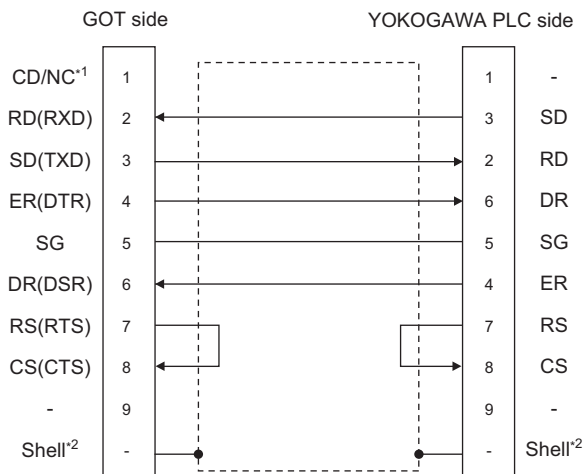 GOT side YOKOGAWA PLC side
CD/NC*1 1 1 -
RD(RXD) 2 3 SD
SD(TXD) 3 2 RD
ER(DTR) 4 6 DR
SG 5 5 SG
DR(DSR) 6 4 ER
RS(RTS) 7 7 RS
CS(CTS) 8 8 CS
- 9 9 -
Shell*2 - - Shell*2